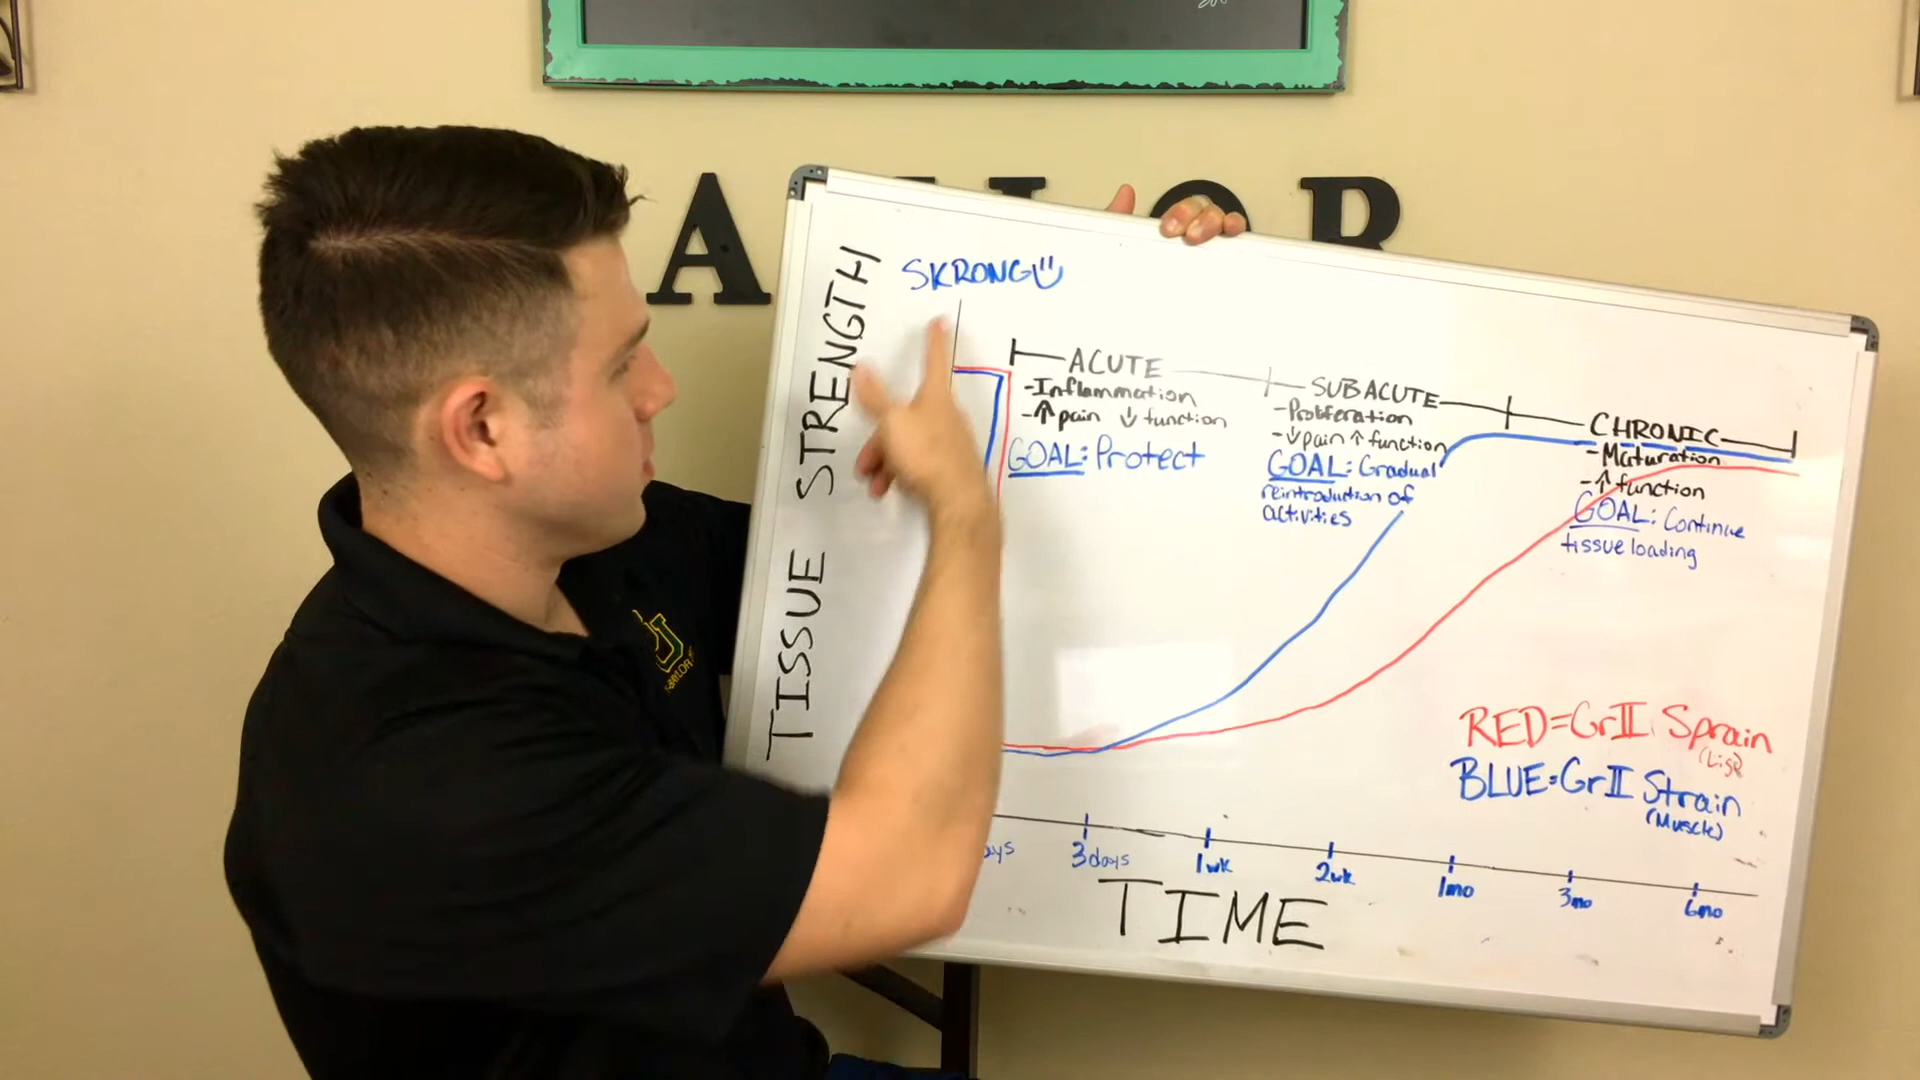 A
LOR
SKRONG
TISSUE STRENGTH
ACUTE
-Inflammation
-↑pain ↓ function
GOAL: Protect
SUBACUTE
-Proliferation
-↓pain ↑ function
GOAL: Gradual
reintroduction of
activities
CHRONIC
-Maturation
-↑function
GOAL: Continue
tissue loading
RED=GrII Sprain
(Lig)
BLUE=GrII Strain
(Muscle)
3days
1wk
2wk
1mo
3mo
6mo
TIME